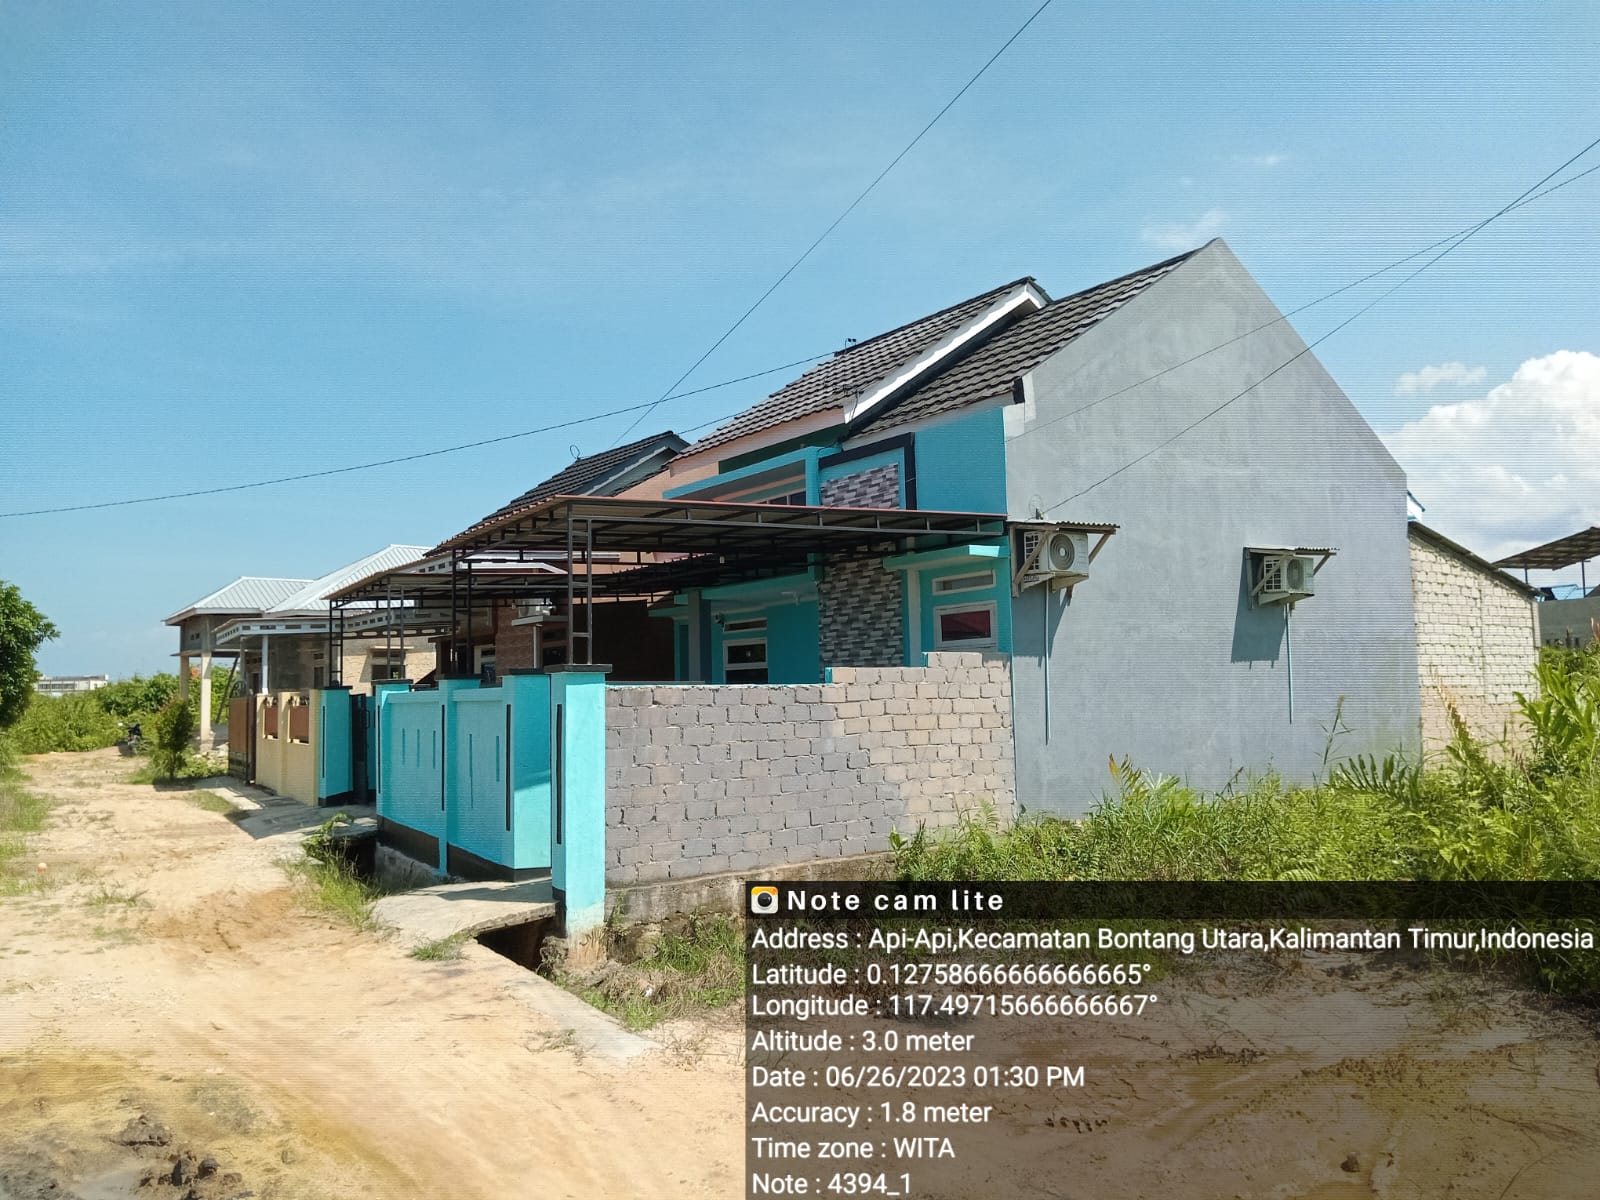 Note cam lite
Address : Api-Api,Kecamatan Bontang Utara,Kalimantan Timur,Indonesia
Latitude : 0.12758666666666665°
Longitude : 117.49715666666667°
Altitude : 3.0 meter
Date : 06/26/2023 01:30 PM
Accuracy : 1.8 meter
Time zone : WITA
Note : 4394_1